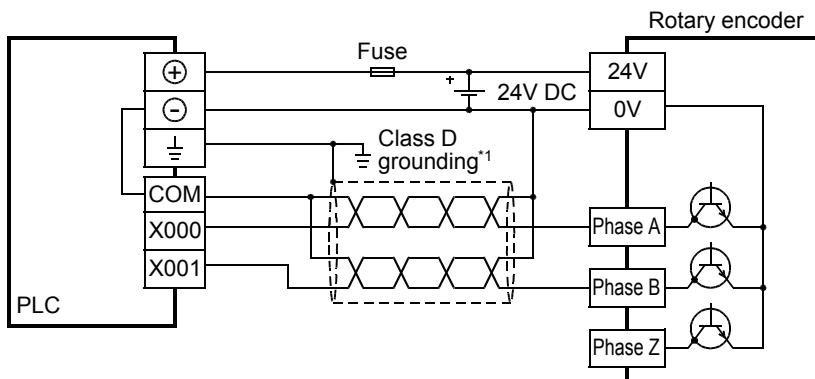 Rotary encoder
Fuse
24V
+
24V DC
0V
Class D
grounding*1
COM
X000
X001
PLC
Phase A
Phase B
Phase Z